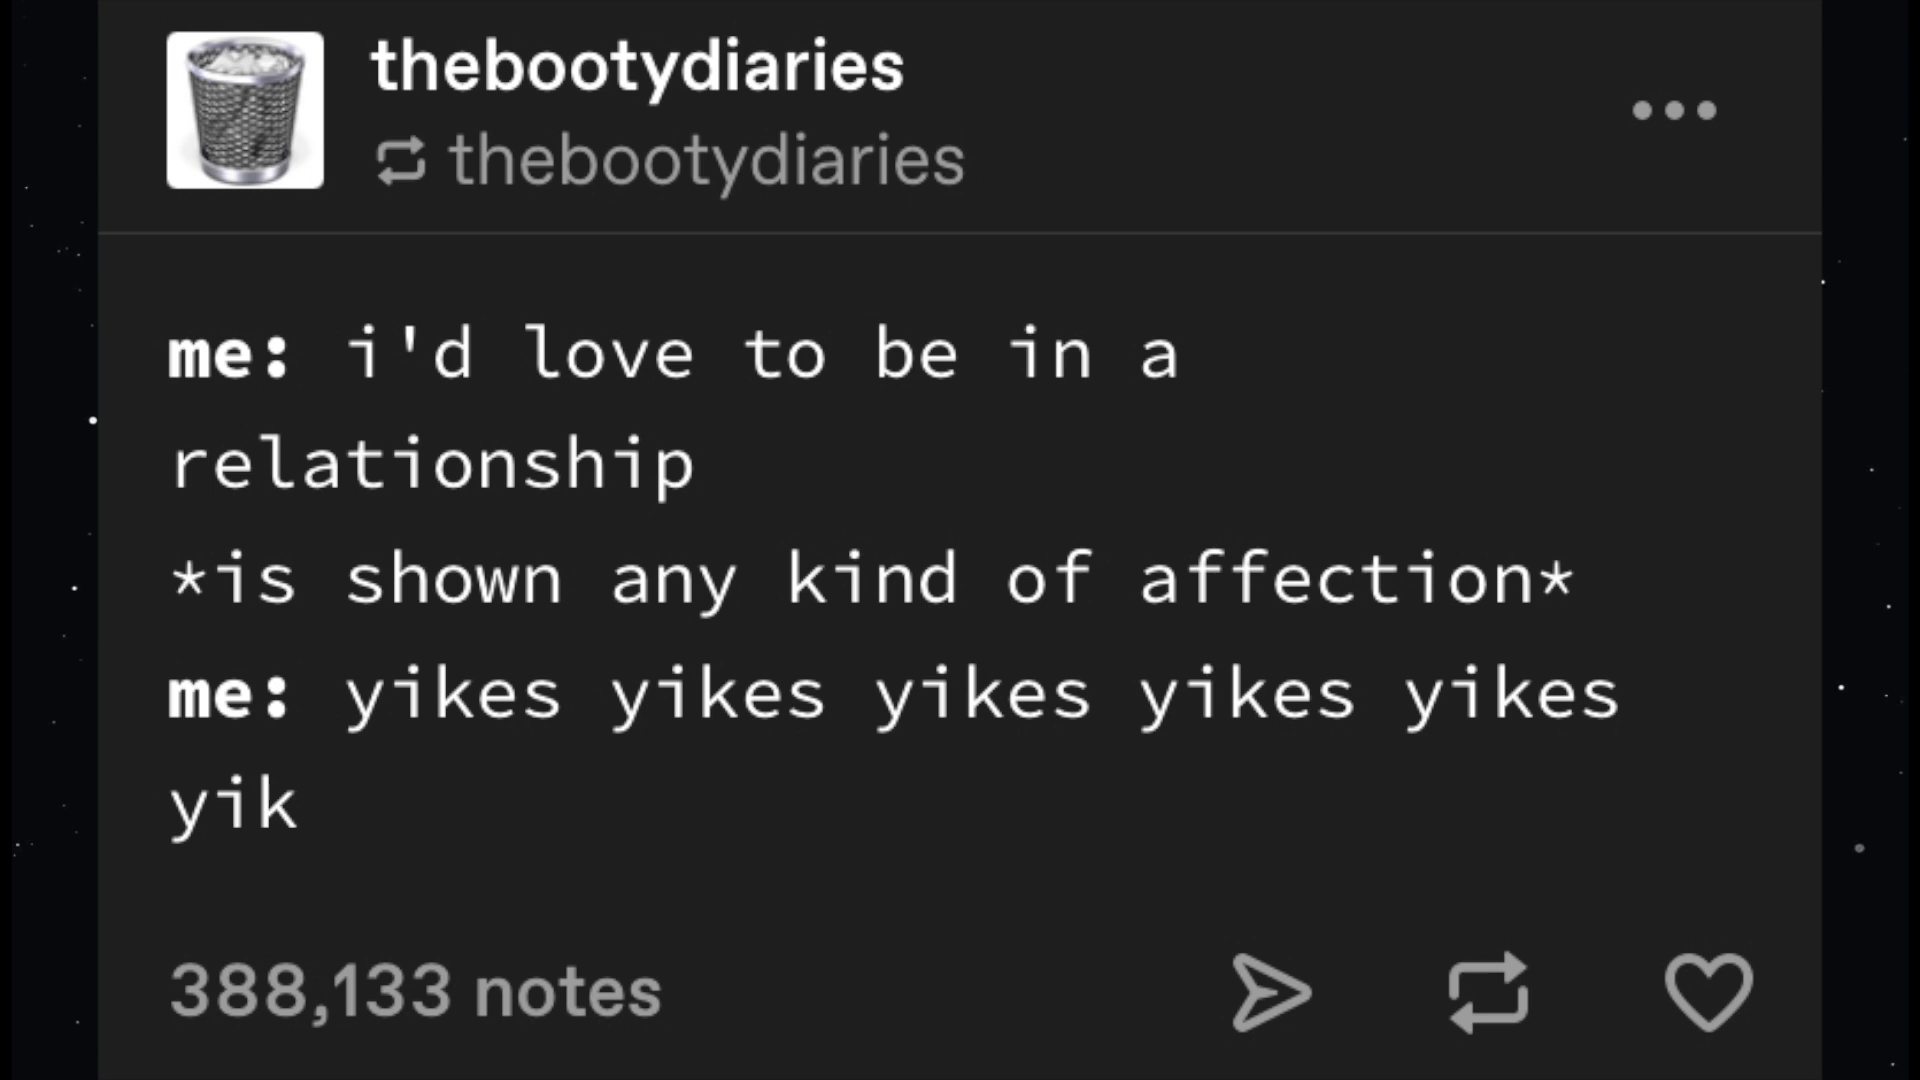 thebootydiaries
thebootydiaries
me: i'd love to be in a
relationship
*is shown any kind of affection*
me: yikes yikes yikes yikes yikes
yik
388,133 notes